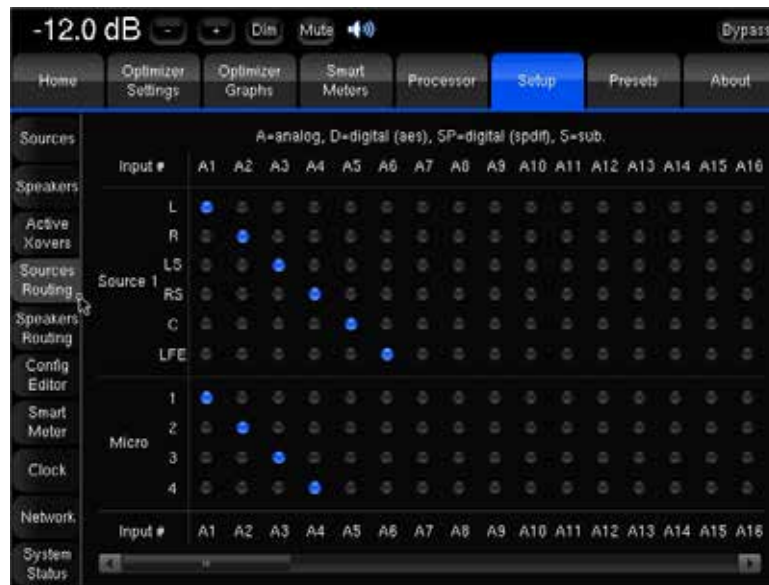 -12.0 dB - + Dim Mute Bypass
Home Optimizer Settings Optimizer Graphs Smart Meters Processor Setup Presets About
Sources
Speakers
Active Xovers
Sources Routing
Speakers Routing
Config Editor
Smart Meter
Clock
Network
System Status
A=analog, D=digital (aes), SP=digital (spdif), S=sub.
Input # A1 A2 A3 A4 A5 A6 A7 A8 A9 A10 A11 A12 A13 A14 A15 A16
Source 1
L
R
LS
RS
C
LFE
Micro
1
2
3
4
Input # A1 A2 A3 A4 A5 A6 A7 A8 A9 A10 A11 A12 A13 A14 A15 A16